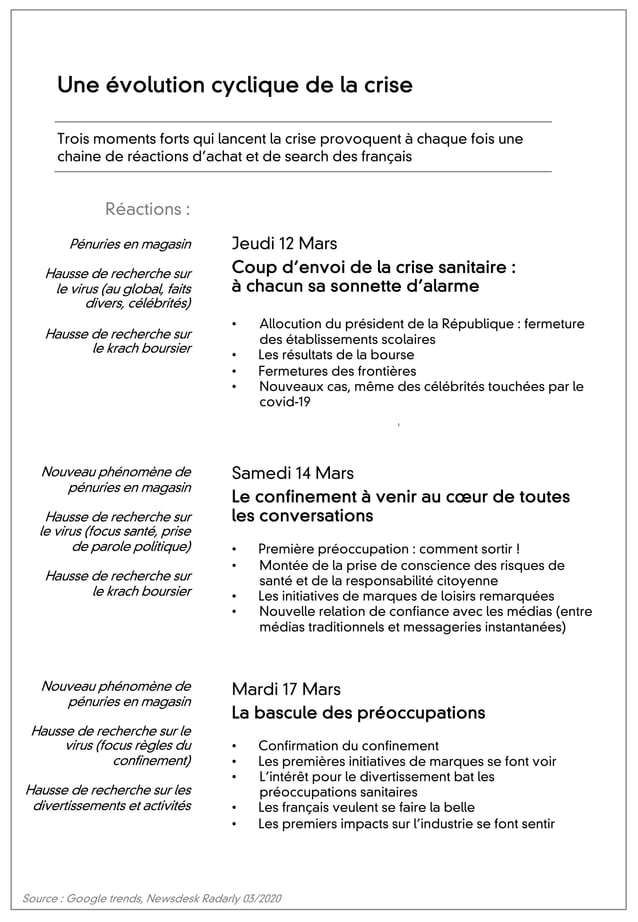 Une évolution cyclique de la crise
Trois moments forts qui lancent la crise provoquent à chaque fois une
chaine de réactions d'achat et de search des français
Réactions :
Pénuries en magasin
Hausse de recherche sur
le virus (au global, faits
divers, célébrités)
Hausse de recherche sur
le krach boursier
Jeudi 12 Mars
Coup d'envoi de la crise sanitaire :
à chacun sa sonnette d'alarme
• Allocution du président de la République : fermeture
des établissements scolaires
• Les résultats de la bourse
• Fermetures des frontières
• Nouveaux cas, même des célébrités touchées par le
covid-19
Nouveau phénomène de
pénuries en magasin
Hausse de recherche sur
le virus (focus santé, prise
de parole politique)
Hausse de recherche sur
le krach boursier
Samedi 14 Mars
Le confinement à venir au cœur de toutes
les conversations
• Première préoccupation : comment sortir !
• Montée de la prise de conscience des risques de
santé et de la responsabilité citoyenne
• Les initiatives de marques de loisirs remarquées
• Nouvelle relation de confiance avec les médias (entre
médias traditionnels et messageries instantanées)
Nouveau phénomène de
pénuries en magasin
Hausse de recherche sur le
virus (focus règles du
confinement)
Hausse de recherche sur les
divertissements et activités
Mardi 17 Mars
La bascule des préoccupations
• Confirmation du confinement
• Les premières initiatives de marques se font voir
• L'intérêt pour le divertissement bat les
préoccupations sanitaires
• Les français veulent se faire la belle
• Les premiers impacts sur l'industrie se font sentir
Source : Google trends, Newsdesk Radarly 03/2020